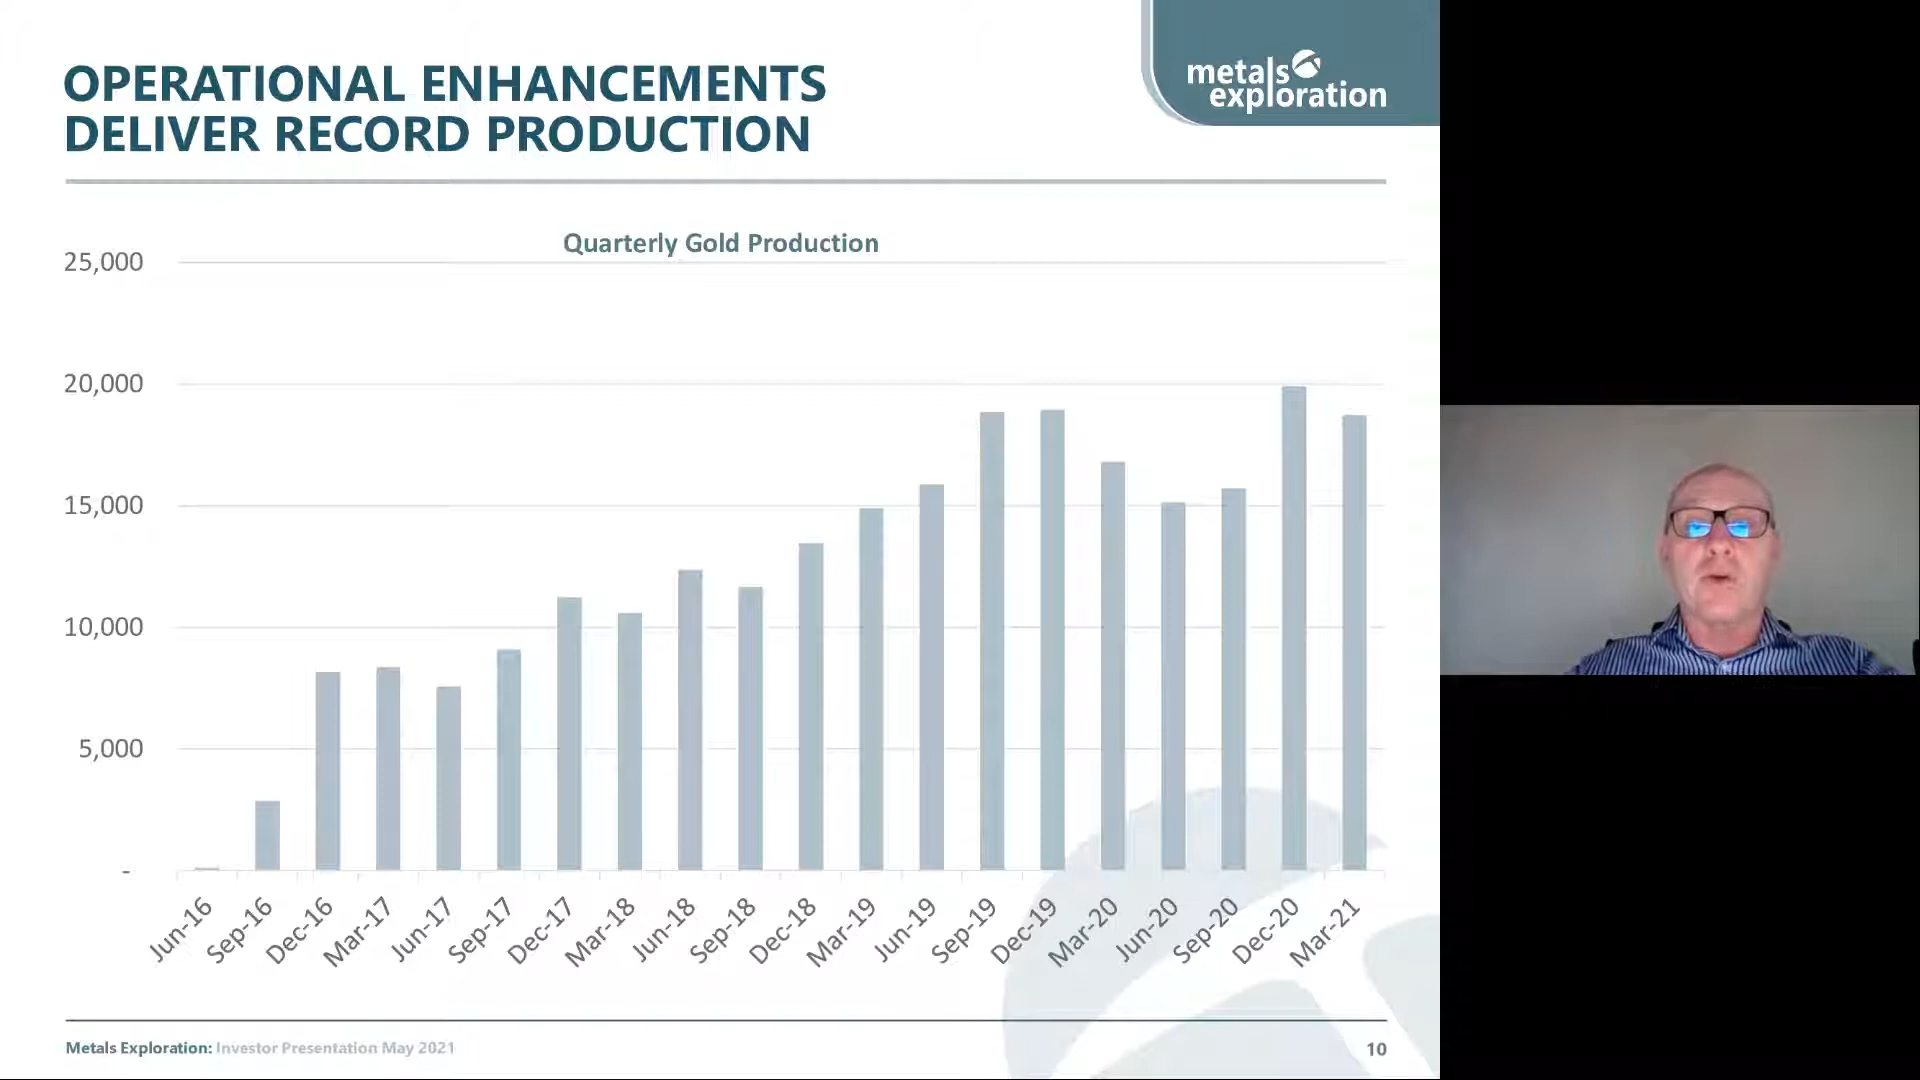 OPERATIONAL ENHANCEMENTS
DELIVER RECORD PRODUCTION
metals
exploration
Quarterly Gold Production
25,000
20,000
15,000
10,000
5,000
-
Jun-16
Sep-16
Dec-16
Mar-17
Jun-17
Sep-17
Dec-17
Mar-18
Jun-18
Sep-18
Dec-18
Mar-19
Jun-19
Sep-19
Dec-19
Mar-20
Jun-20
Sep-20
Dec-20
Mar-21
Metals Exploration: Investor Presentation May 2021
10